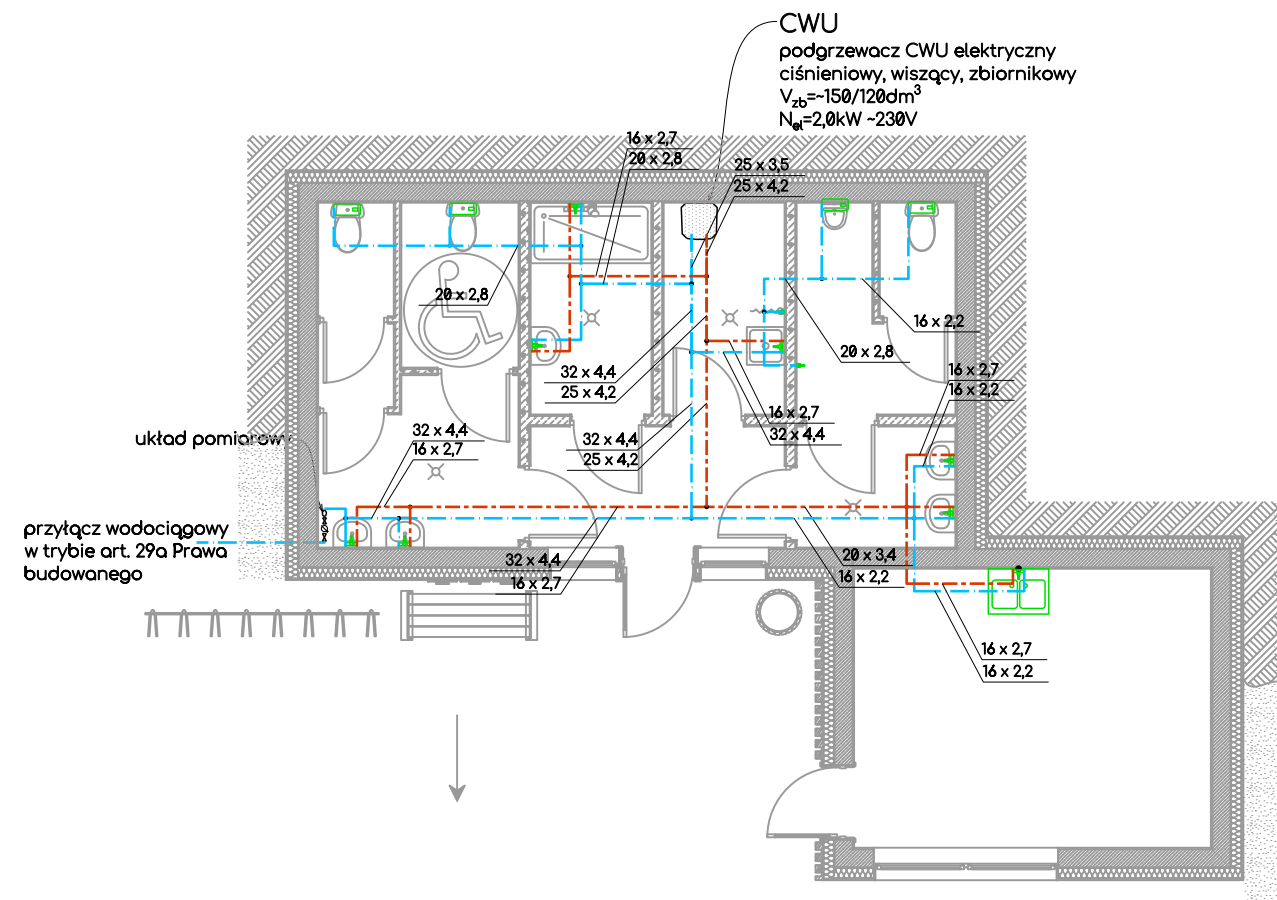 CWU
podgrzewacz CWU elektryczny
ciśnieniowy, wiszący, zbiornikowy
Vzb=~150/120dm³
Nel=2,0kW ~230V
16 x 2,7
20 x 2,8
25 x 3,5
25 x 4,2
20 x 2,8
16 x 2,2
20 x 2,8
32 x 4,4
25 x 4,2
16 x 2,7
16 x 2,2
16 x 2,7
32 x 4,4
32 x 4,4
16 x 2,7
32 x 4,4
25 x 4,2
układ pomiarowy
przyłącz wodociągowy
w trybie art. 29a Prawa
budowanego
32 x 4,4
16 x 2,7
20 x 3,4
16 x 2,2
16 x 2,7
16 x 2,2